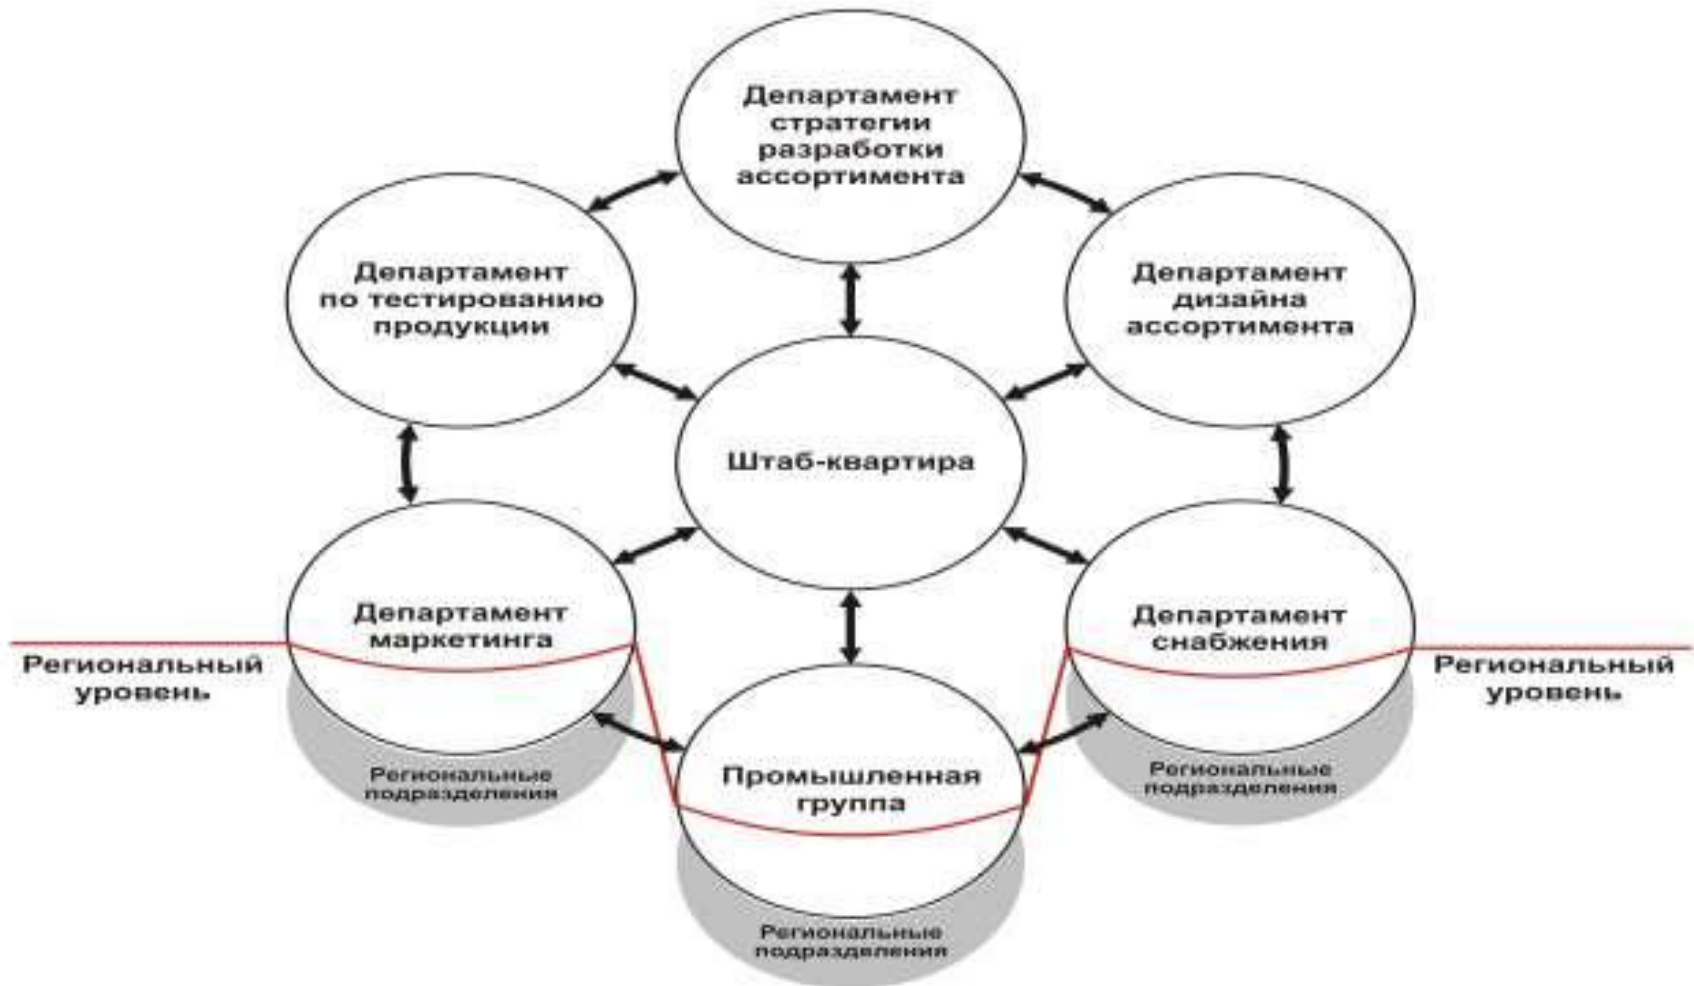 Департамент
стратегии
разработки
ассортимента
Департамент
по тестированию
продукции
Департамент
дизайна
ассортимента
Штаб-квартира
Департамент
маркетинга
Департамент
снабжения
Региональный
уровень
Региональный
уровень
Региональные
подразделения
Промышленная
группа
Региональные
подразделения
Региональные
подразделения